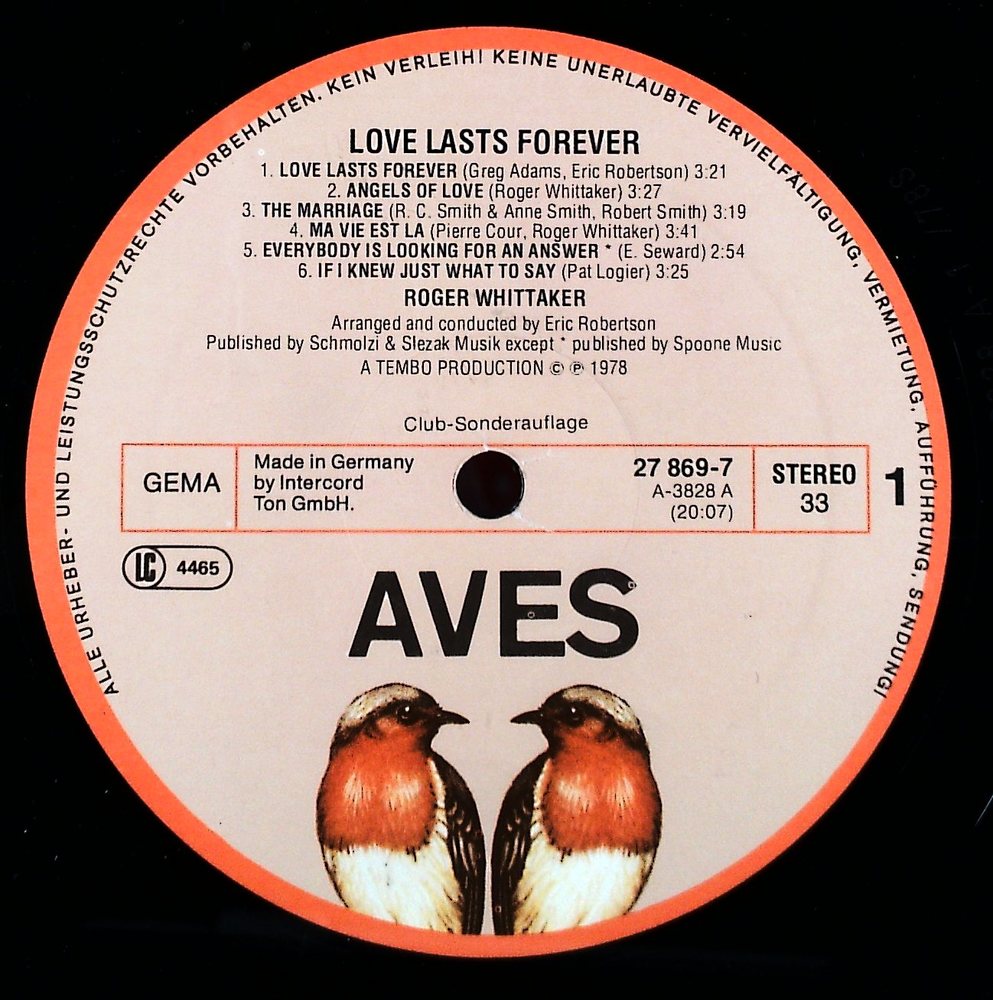 ALLE URHEBER- UND LEISTUNGSSCHUTZRECHTE VORBEHALTEN. KEIN VERLEIH! KEINE UNERLAUBTE VERVIELFÄLTIGUNG, VERMIETUNG, AUFFÜHRUNG, SENDUNG!
LOVE LASTS FOREVER
1. LOVE LASTS FOREVER (Greg Adams, Eric Robertson) 3:21
2. ANGELS OF LOVE (Roger Whittaker) 3:27
3. THE MARRIAGE (R. C. Smith & Anne Smith, Robert Smith) 3:19
4. MA VIE EST LA (Pierre Cour, Roger Whittaker) 3:41
5. EVERYBODY IS LOOKING FOR AN ANSWER * (E. Seward) 2:54
6. IF I KNEW JUST WHAT TO SAY (Pat Logier) 3:25
ROGER WHITTAKER
Arranged and conducted by Eric Robertson
Published by Schmolzi & Slezak Musik except * published by Spoone Music
A TEMBO PRODUCTION © ℗ 1978
Club-Sonderauflage
GEMA
Made in Germany
by Intercord
Ton GmbH.
27 869-7
A-3828 A
(20:07)
STEREO
33
1
LC 4465
AVES